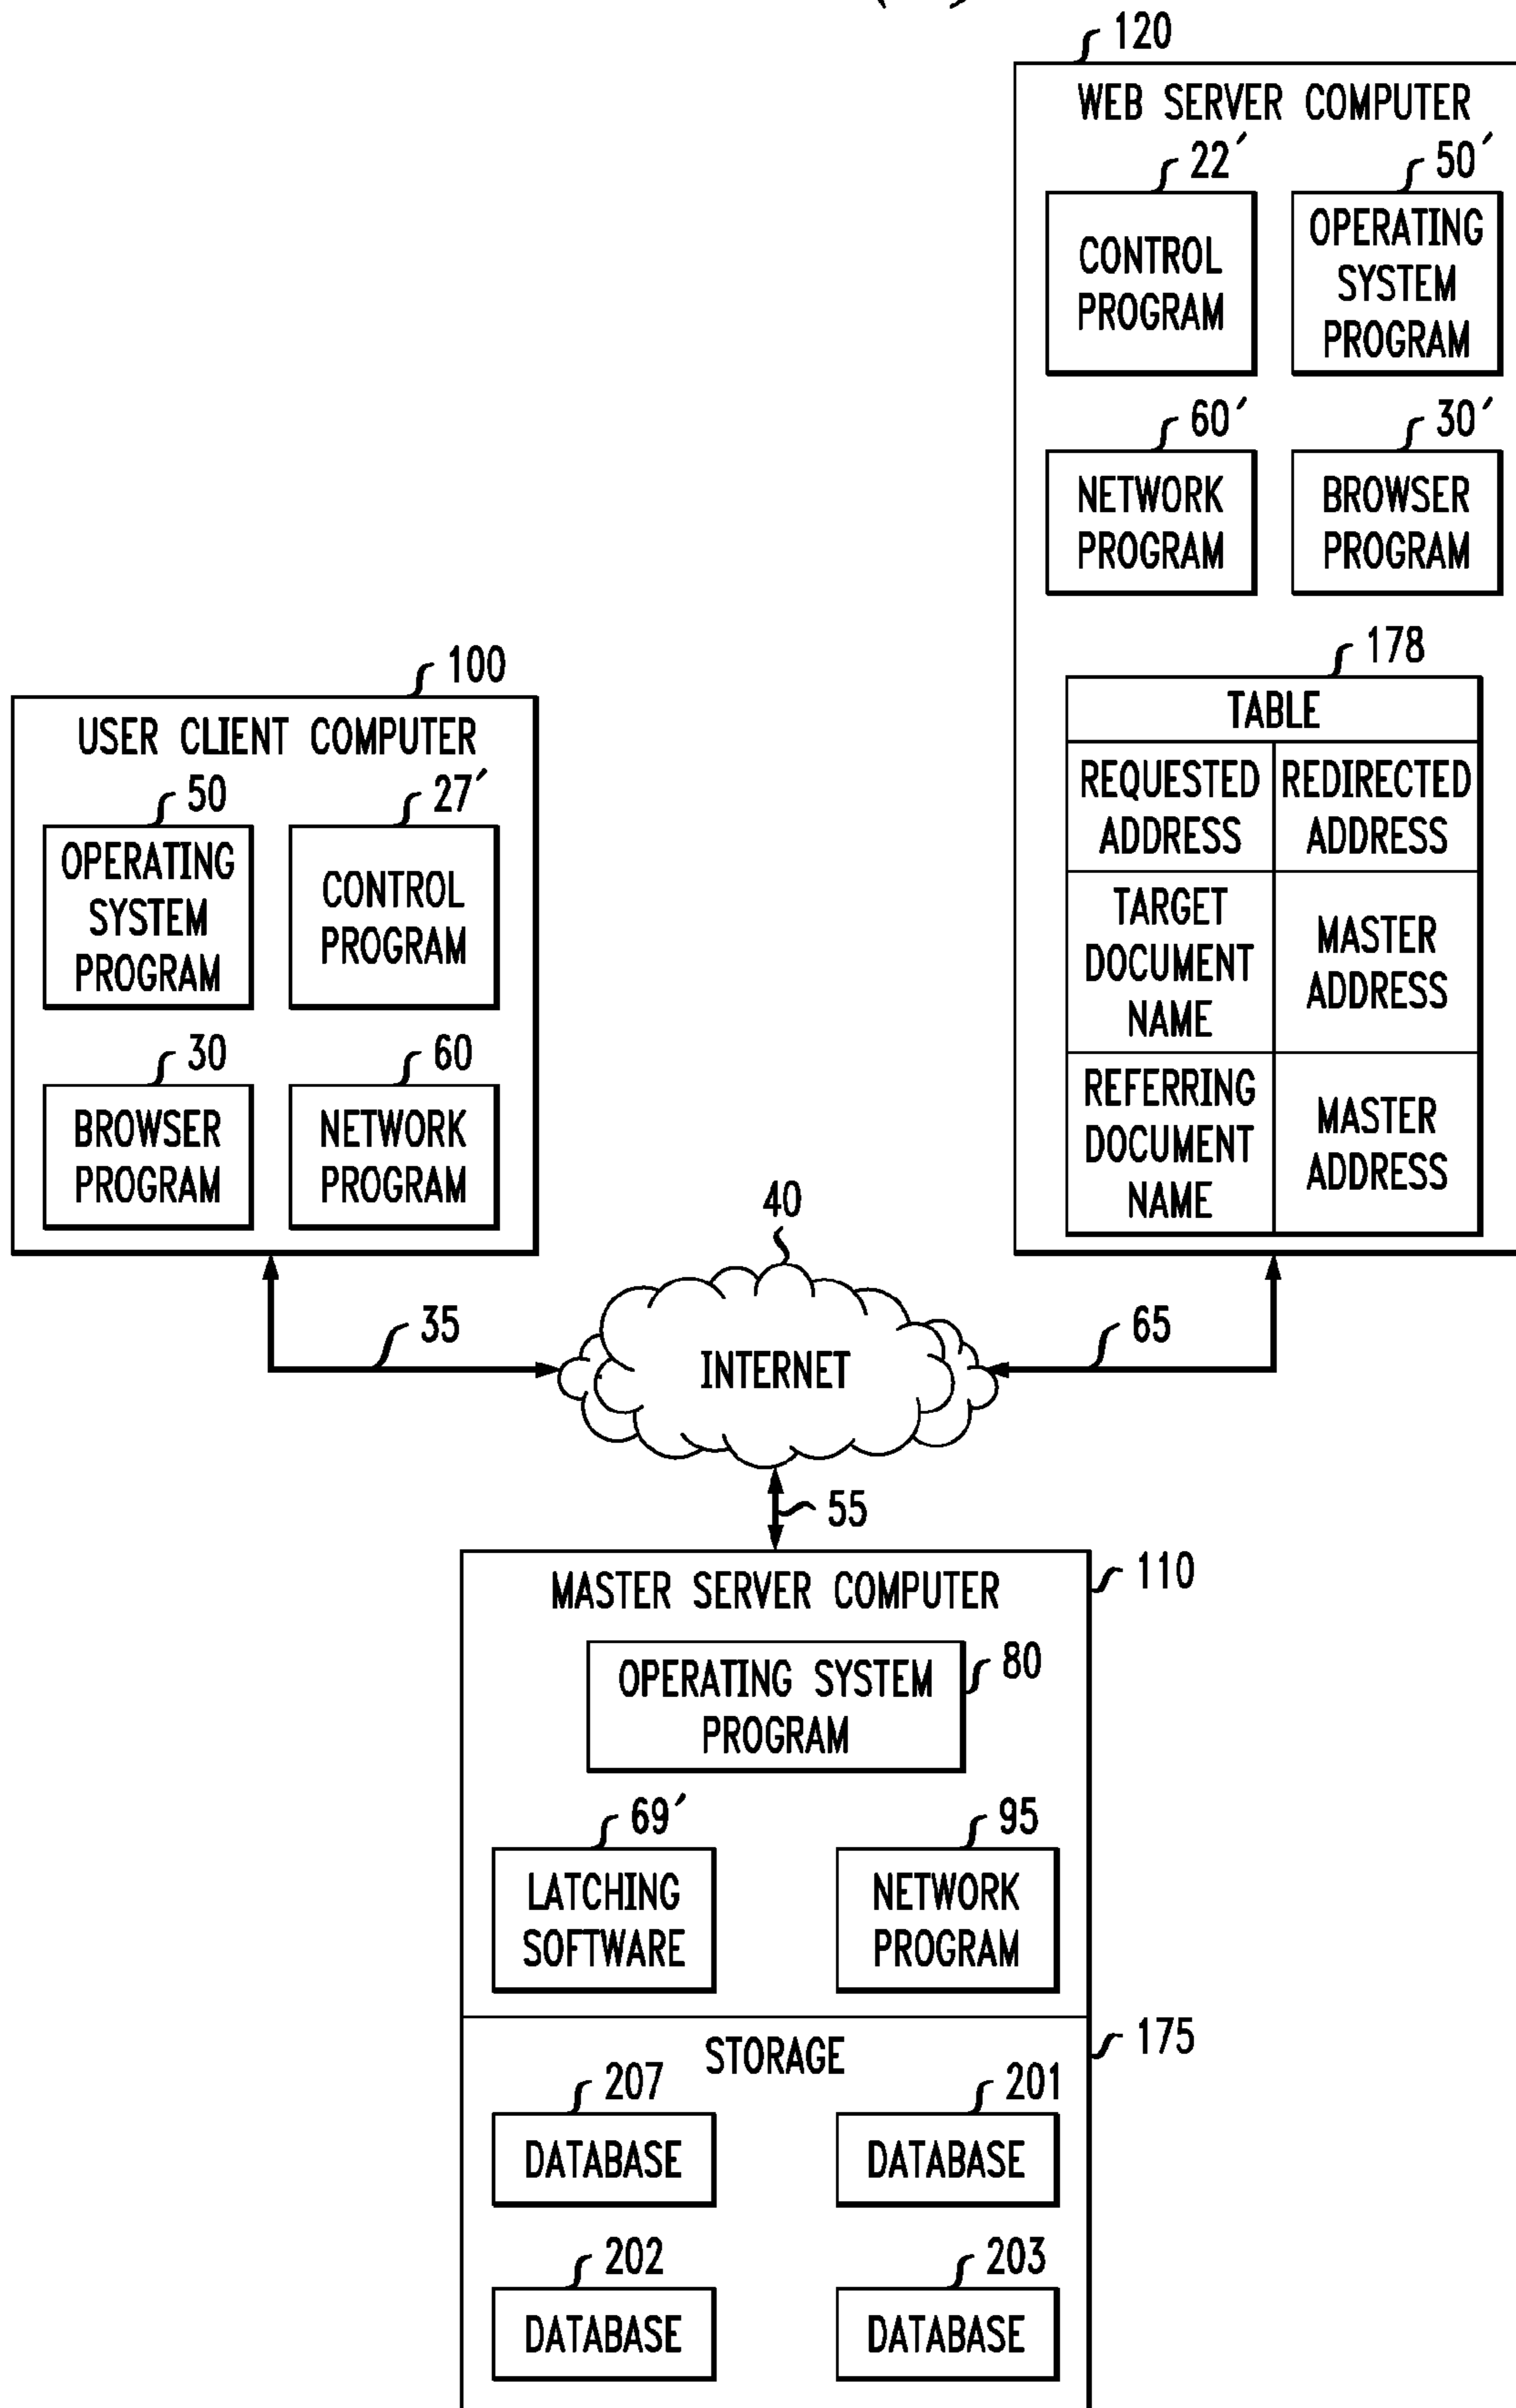 120
WEB SERVER COMPUTER
22′
50′
CONTROL
PROGRAM
OPERATING
SYSTEM
PROGRAM
60′
30′
NETWORK
PROGRAM
BROWSER
PROGRAM
178
TABLE
REQUESTED
ADDRESS
REDIRECTED
ADDRESS
TARGET
DOCUMENT
NAME
MASTER
ADDRESS
REFERRING
DOCUMENT
NAME
MASTER
ADDRESS
100
USER CLIENT COMPUTER
50
27′
OPERATING
SYSTEM
PROGRAM
CONTROL
PROGRAM
30
60
BROWSER
PROGRAM
NETWORK
PROGRAM
40
35
INTERNET
65
55
110
MASTER SERVER COMPUTER
80
OPERATING SYSTEM
PROGRAM
69′
95
LATCHING
SOFTWARE
NETWORK
PROGRAM
175
STORAGE
207
201
DATABASE
DATABASE
202
203
DATABASE
DATABASE